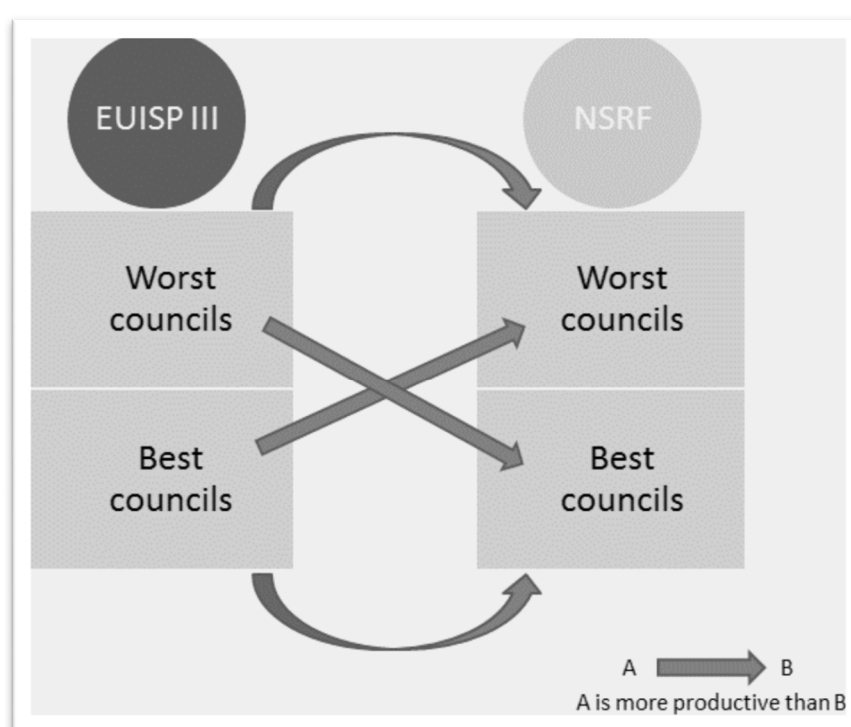 EUISP III
NSRF
Worst
councils
Worst
councils
Best
councils
Best
councils
A
B
A is more productive than B